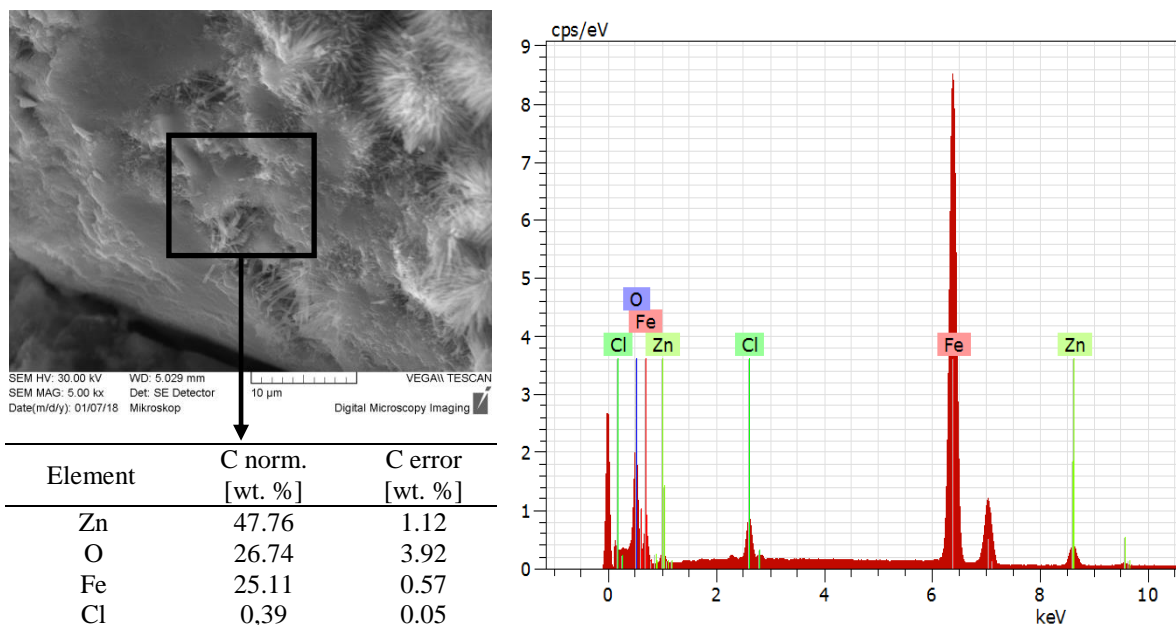 SEM HV: 30.00 kV WD: 5.029 mm VEGA\\ TESCAN
SEM MAG: 5.00 kx Det: SE Detector 10 µm
Date(m/d/y): 01/07/18 Mikroskop Digital Microscopy Imaging
Element C norm. C error
[wt. %] [wt. %]
Zn 47.76 1.12
O 26.74 3.92
Fe 25.11 0.57
Cl 0,39 0.05
cps/eV
9
8
7
6
5
O
Fe
4 Cl Zn Cl Fe Zn
3
2
1
0
0 2 4 6 8 10
keV